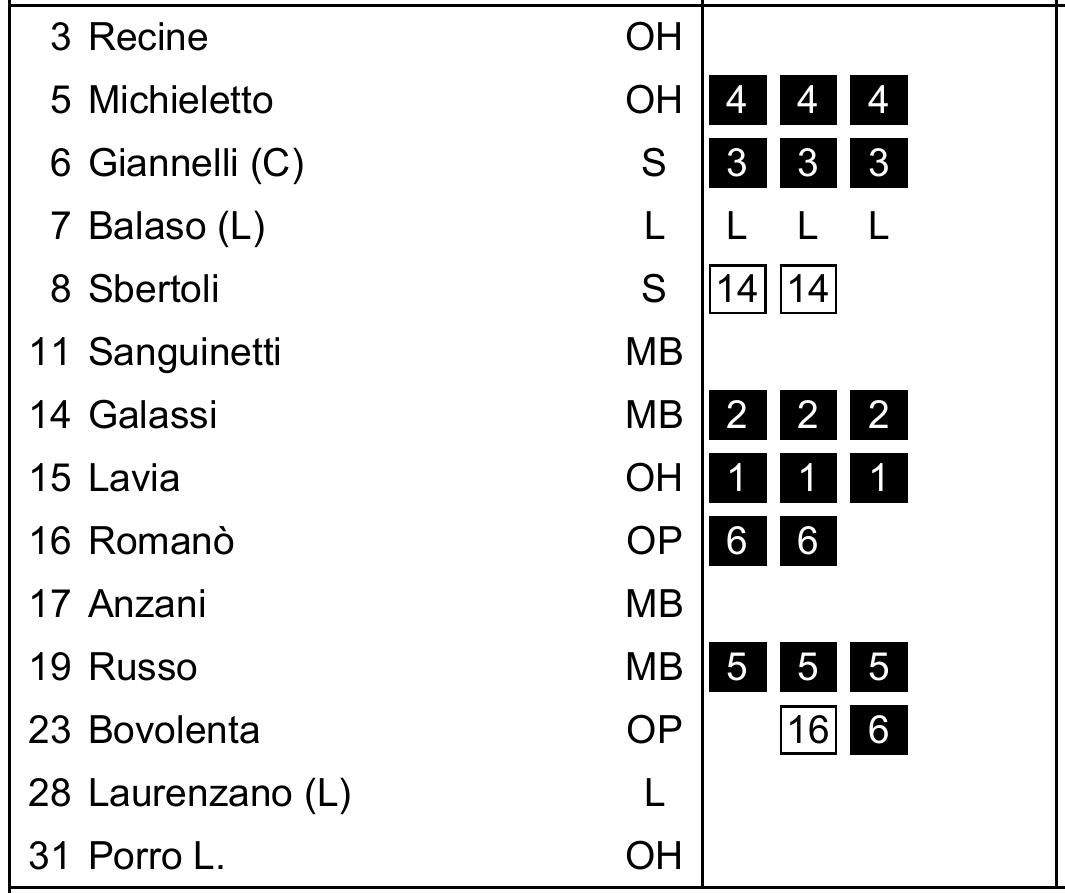 3 Recine OH
5 Michieletto OH 4 4 4
6 Giannelli (C) S 3 3 3
7 Balaso (L) L L L L
8 Sbertoli S 14 14
11 Sanguinetti MB
14 Galassi MB 2 2 2
15 Lavia OH 1 1 1
16 Romanò OP 6 6
17 Anzani MB
19 Russo MB 5 5 5
23 Bovolenta OP 16 6
28 Laurenzano (L) L
31 Porro L. OH